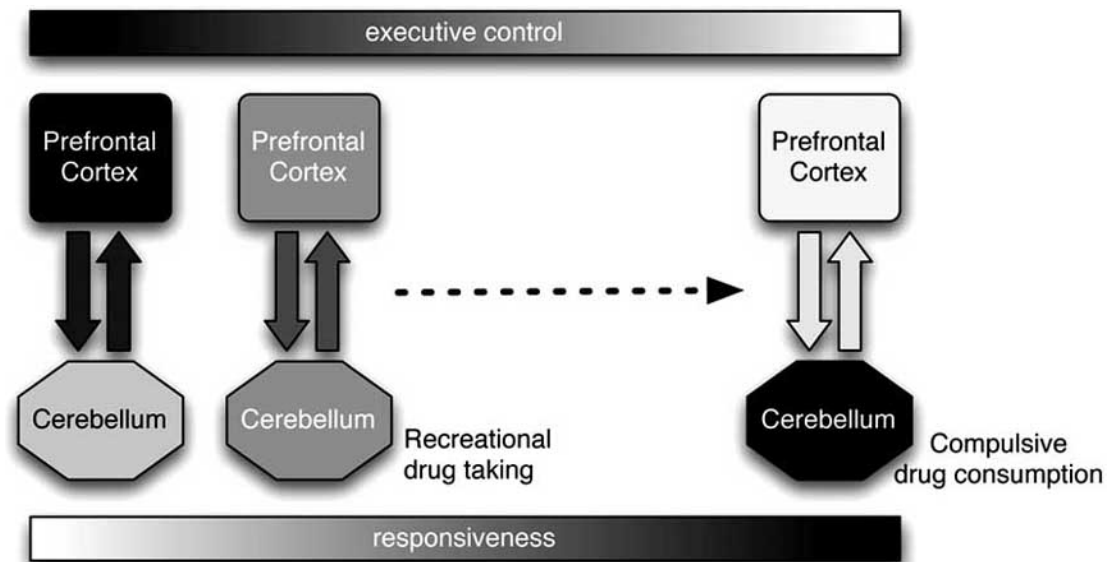 executive control
Prefrontal
Cortex
Prefrontal
Cortex
Prefrontal
Cortex
Cerebellum
Cerebellum
Recreational
drug taking
Cerebellum
Compulsive
drug consumption
responsiveness